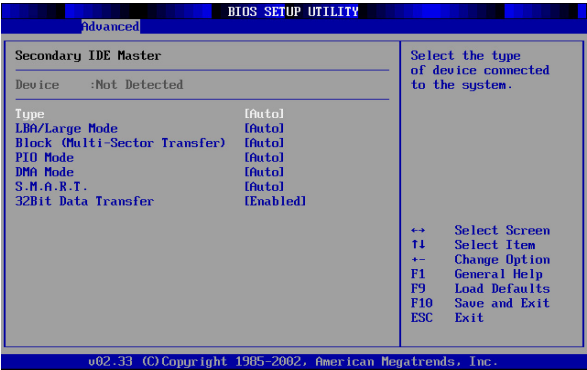 BIOS SETUP UTILITY
Advanced
Secondary IDE Master
Device :Not Detected
Type [Auto]
LBA/Large Mode [Auto]
Block (Multi-Sector Transfer) [Auto]
PIO Mode [Auto]
DMA Mode [Auto]
S.M.A.R.T. [Auto]
32Bit Data Transfer [Enabled]
Select the type
of device connected
to the system.
↔ Select Screen
↑↓ Select Item
+- Change Option
F1 General Help
F9 Load Defaults
F10 Save and Exit
ESC Exit
v02.33 (C)Copyright 1985-2002, American Megatrends, Inc.